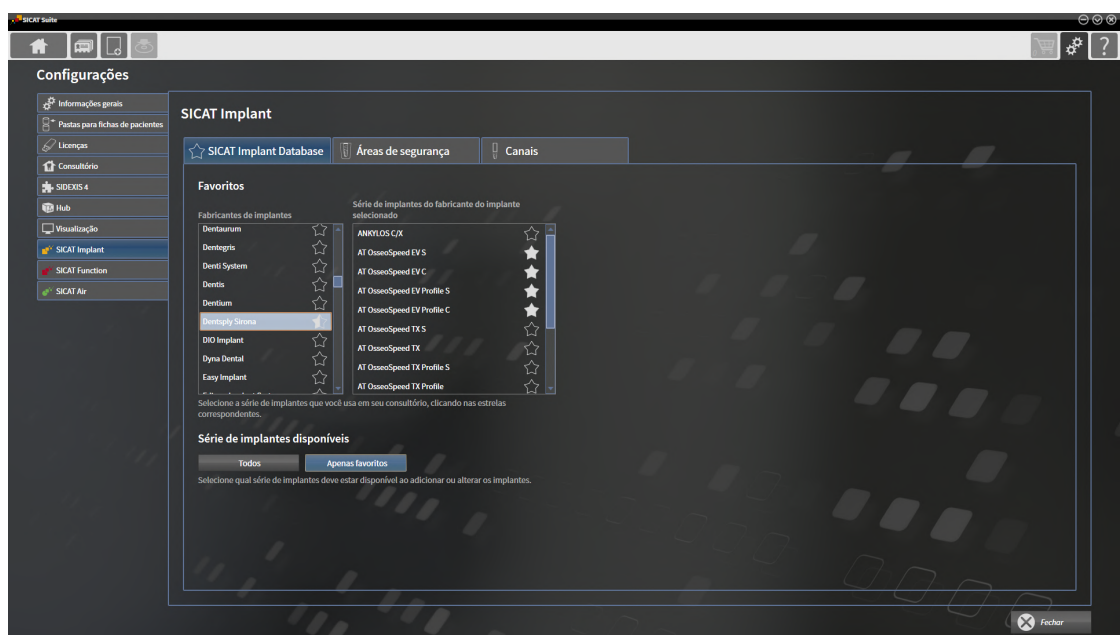 SICAT Suite
?
Configurações
Informações gerais
Pastas para fichas de pacientes
Licenças
Consultório
SIDEXIS 4
Hub
Visualização
SICAT Implant
SICAT Function
SICAT Air
SICAT Implant
SICAT Implant Database
Áreas de segurança
Canais
Favoritos
Fabricantes de implantes
Dentaurum
Dentegris
Denti System
Dentis
Dentium
Dentsply Sirona
DIO Implant
Dyna Dental
Easy Implant
Série de implantes do fabricante do implante
selecionado
ANKYLOS C/X
AT OsseoSpeed EV S
AT OsseoSpeed EV C
AT OsseoSpeed EV Profile S
AT OsseoSpeed EV Profile C
AT OsseoSpeed TX S
AT OsseoSpeed TX
AT OsseoSpeed TX Profile S
AT OsseoSpeed TX Profile
Selecione a série de implantes que você usa em seu consultório, clicando nas estrelas
correspondentes.
Série de implantes disponíveis
Todos
Apenas favoritos
Selecione qual série de implantes deve estar disponível ao adicionar ou alterar os implantes.
Fechar